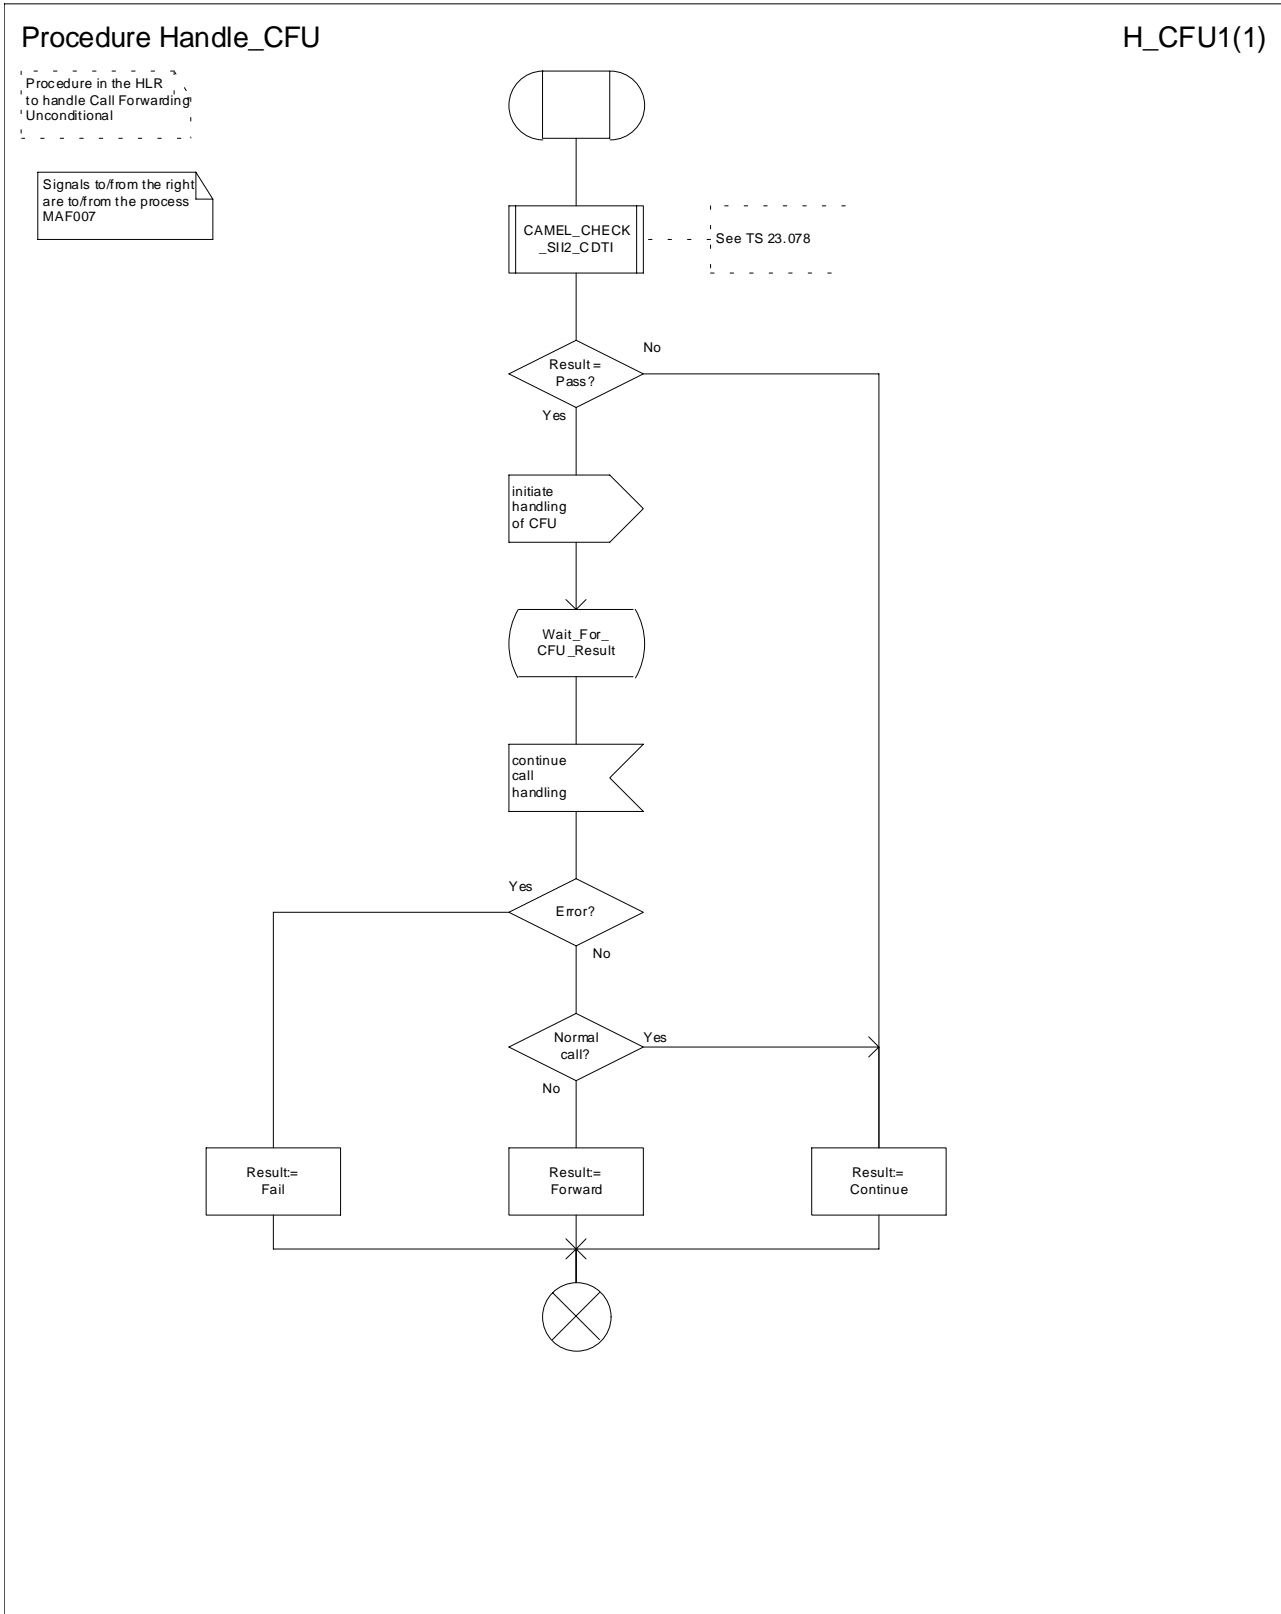 Procedure Handle_CFU
H_CFU1(1)
Procedure in the HLR
to handle Call Forwarding
Unconditional
Signals to/from the right
are to/from the process
MAF007
CAMEL_CHECK
_SII2_CDTI
See TS 23.078
Result=
Pass?
No
Yes
initiate
handling
of CFU
Wait_For_
CFU_Result
continue
call
handling
Yes
Error?
No
Normal
call?
Yes
No
Result:=
Fail
Result:=
Forward
Result:=
Continue